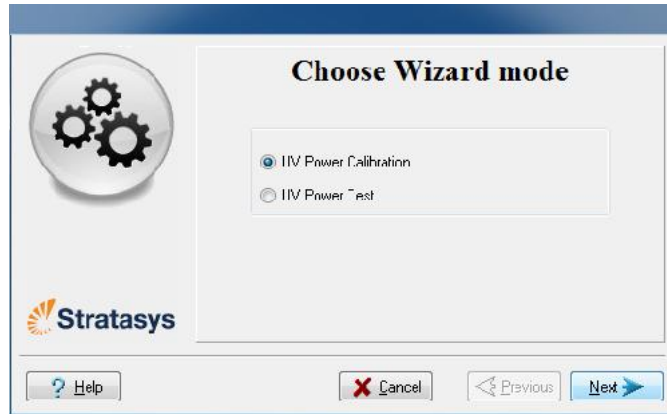 Choose Wizard mode
UV Power Calibration
UV Power Test
Stratasys
? Help
Cancel
Previous
Next